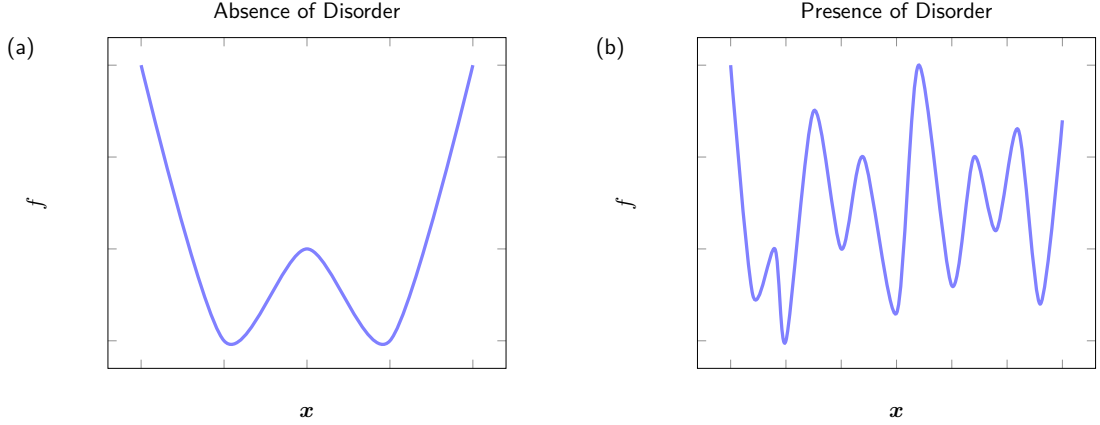 Absence of Disorder
(a)
f
x
Presence of Disorder
(b)
f
x